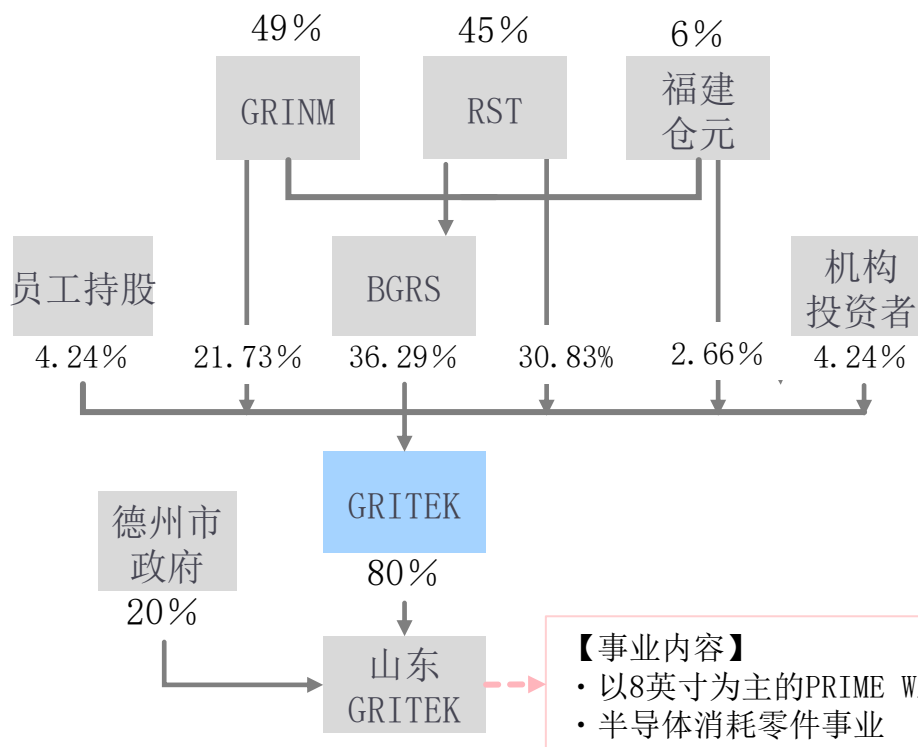 49% 45% 6%
GRINM
RST
福建
仓元
员工持股
BGRS
机构
投资者
4.24% 21.73% 36.29% 30.83% 2.66% 4.24%
GRITEK
德州市
政府
80%
20%
山东
GRITEK
【事业内容】
・以8英寸为主的PRIME W
・半导体消耗零件事业